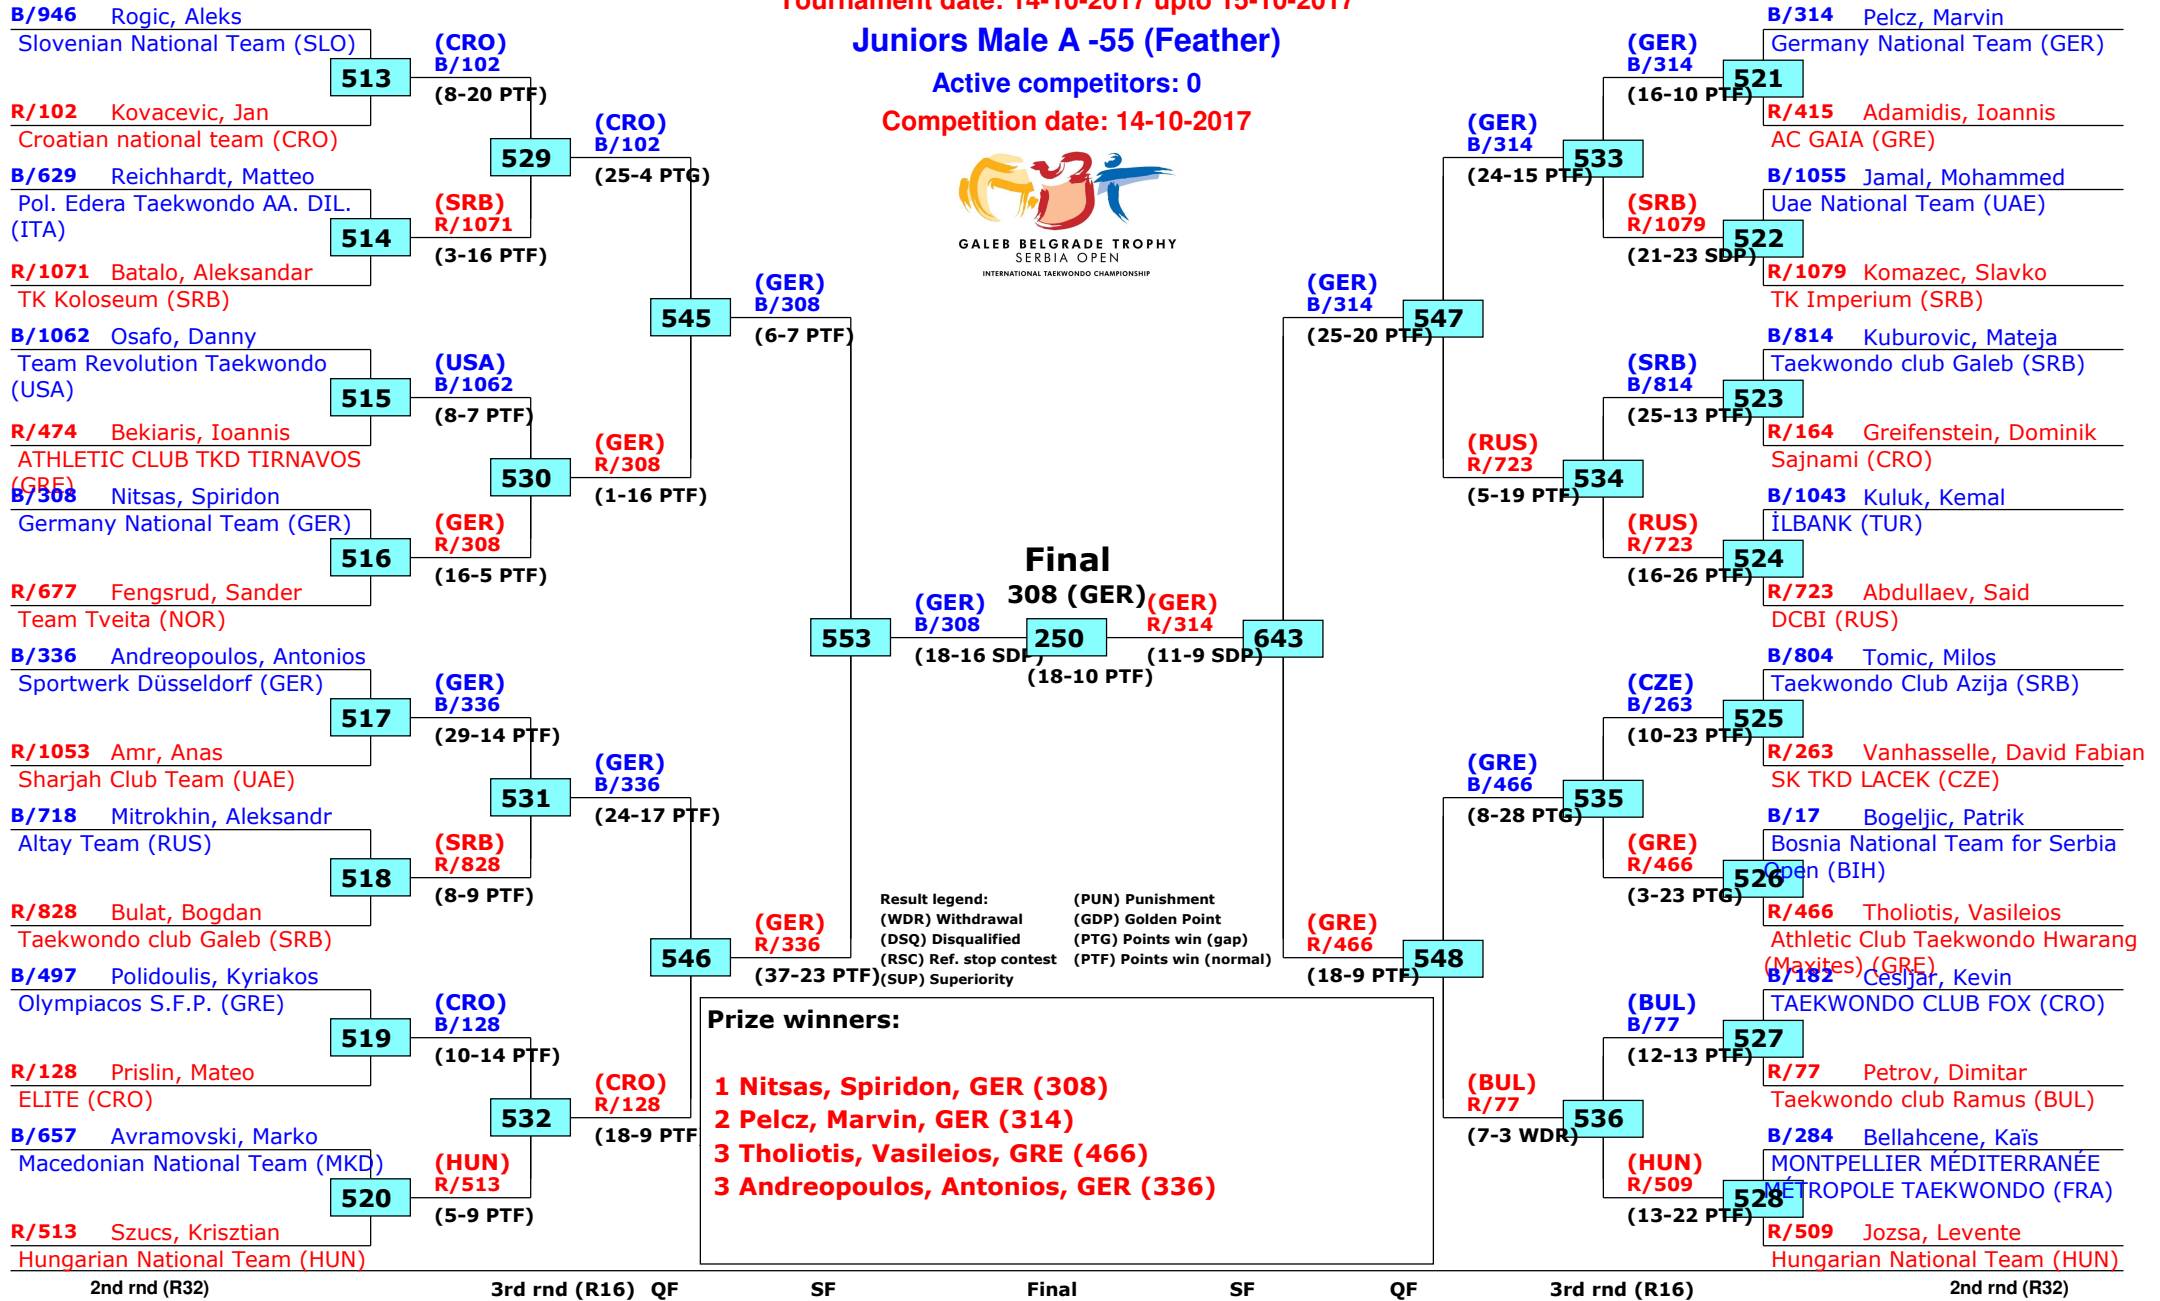 Tournament date: 14-10-2017 upto 15-10-2017
Juniors Male A -55 (Feather)
Active competitors: 0
Competition date: 14-10-2017
GALEB BELGRADE TROPHY
SERBIA OPEN
INTERNATIONAL TAEKWONDO CHAMPIONSHIP
B/946 Rogic, Aleks
Slovenian National Team (SLO)
513
R/102 Kovacevic, Jan
Croatian national team (CRO)
B/629 Reichhardt, Matteo
Pol. Edera Taekwondo AA. DIL.
(ITA)
514
R/1071 Batalo, Aleksandar
TK Koloseum (SRB)
B/1062 Osafo, Danny
Team Revolution Taekwondo
(USA)
515
R/474 Bekiaris, Ioannis
ATHLETIC CLUB TKD TIRNAVOS
(GRE)
B/308 Nitsas, Spiridon
Germany National Team (GER)
516
R/677 Fengsrud, Sander
Team Tveita (NOR)
B/336 Andreopoulos, Antonios
Sportwerk Düsseldorf (GER)
517
R/1053 Amr, Anas
Sharjah Club Team (UAE)
B/718 Mitrokhin, Aleksandr
Altay Team (RUS)
518
R/828 Bulat, Bogdan
Taekwondo club Galeb (SRB)
B/497 Polidoulis, Kyriakos
Olympiacos S.F.P. (GRE)
519
R/128 Prislin, Mateo
ELITE (CRO)
B/657 Avramovski, Marko
Macedonian National Team (MKD)
520
R/513 Szucs, Krisztian
Hungarian National Team (HUN)
(CRO)
B/102
(8-20 PTF)
529
(SRB)
R/1071
(3-16 PTF)
(USA)
B/1062
(8-7 PTF)
530
(GER)
R/308
(16-5 PTF)
(GER)
B/336
(29-14 PTF)
531
(SRB)
R/828
(8-9 PTF)
(CRO)
B/128
(10-14 PTF)
532
(HUN)
R/513
(5-9 PTF)
(CRO)
B/102
(25-4 PTG)
545
(GER)
R/308
(1-16 PTF)
(GER)
B/336
(24-17 PTF)
546
(CRO)
R/128
(18-9 PTF
(GER)
B/308
(6-7 PTF)
553
(GER)
R/336
(37-23 PTF)
(GER)
B/308
(18-16 SDP)
Final
308 (GER)
250
(18-10 PTF)
(GER)
R/314
(11-9 SDP)
643
(GER)
B/314
(25-20 PTF)
547
(GRE)
R/466
(18-9 PTF)
548
(GER)
B/314
(24-15 PTF)
533
(RUS)
R/723
(5-19 PTF)
534
(GRE)
B/466
(8-28 PTG)
535
(BUL)
R/77
(7-3 WDR)
536
(GER)
B/314
(16-10 PTF)
521
(SRB)
R/1079
(21-23 SDP)
522
(SRB)
B/814
(25-13 PTF)
523
(RUS)
R/723
(16-26 PTF)
524
(CZE)
B/263
(10-23 PTF)
525
(GRE)
R/466
(3-23 PTG)
526
(BUL)
B/77
(12-13 PTF)
527
(HUN)
R/509
(13-22 PTF)
528
B/314 Pelcz, Marvin
Germany National Team (GER)
R/415 Adamidis, Ioannis
AC GAIA (GRE)
B/1055 Jamal, Mohammed
Uae National Team (UAE)
R/1079 Komazec, Slavko
TK Imperium (SRB)
B/814 Kuburovic, Mateja
Taekwondo club Galeb (SRB)
R/164 Greifenstein, Dominik
Sajnami (CRO)
B/1043 Kuluk, Kemal
İLBANK (TUR)
R/723 Abdullaev, Said
DCBI (RUS)
B/804 Tomic, Milos
Taekwondo Club Azija (SRB)
R/263 Vanhasselle, David Fabian
SK TKD LACEK (CZE)
B/17 Bogeljic, Patrik
Bosnia National Team for Serbia
Open (BIH)
R/466 Tholiotis, Vasileios
Athletic Club Taekwondo Hwarang
(Maxites) (GRE)
B/182 Cesljar, Kevin
TAEKWONDO CLUB FOX (CRO)
R/77 Petrov, Dimitar
Taekwondo club Ramus (BUL)
B/284 Bellahcene, Kaïs
MONTPELLIER MÉDITERRANÉE
MÉTROPOLE TAEKWONDO (FRA)
R/509 Jozsa, Levente
Hungarian National Team (HUN)
Result legend:
(WDR) Withdrawal
(DSQ) Disqualified
(RSC) Ref. stop contest
(SUP) Superiority
(PUN) Punishment
(GDP) Golden Point
(PTG) Points win (gap)
(PTF) Points win (normal)
Prize winners:
1 Nitsas, Spiridon, GER (308)
2 Pelcz, Marvin, GER (314)
3 Tholiotis, Vasileios, GRE (466)
3 Andreopoulos, Antonios, GER (336)
2nd rnd (R32) 3rd rnd (R16) QF SF Final SF QF 3rd rnd (R16) 2nd rnd (R32)